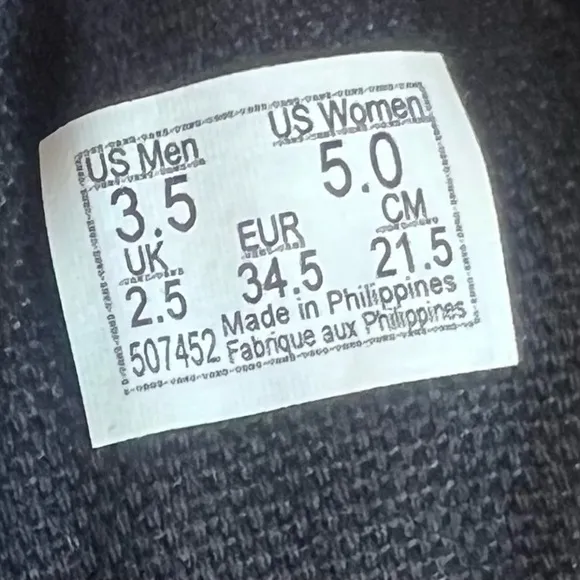 US Men US Women
3.5 5.0
UK EUR CM
2.5 34.5 21.5
507452 Made in Philippines
Fabrique aux Philippines